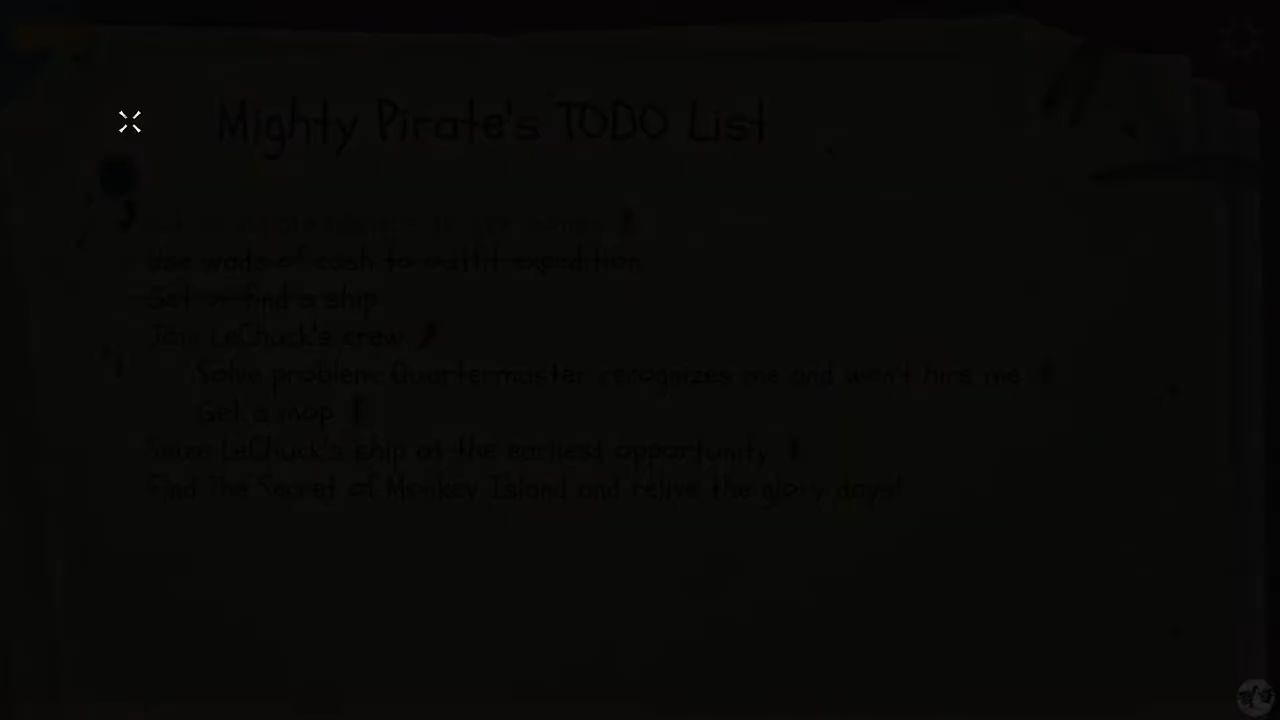 Mighty Pirate's TODO List
Use wads of cash to outfit expedition
Get or find a ship
Join LeChuck's crew
Solve problem: Quartermaster recognizes me and won't hire me
Get a mop
Seize LeChuck's ship at the earliest opportunity
Find The Secret of Monkey Island and relive the glory days!